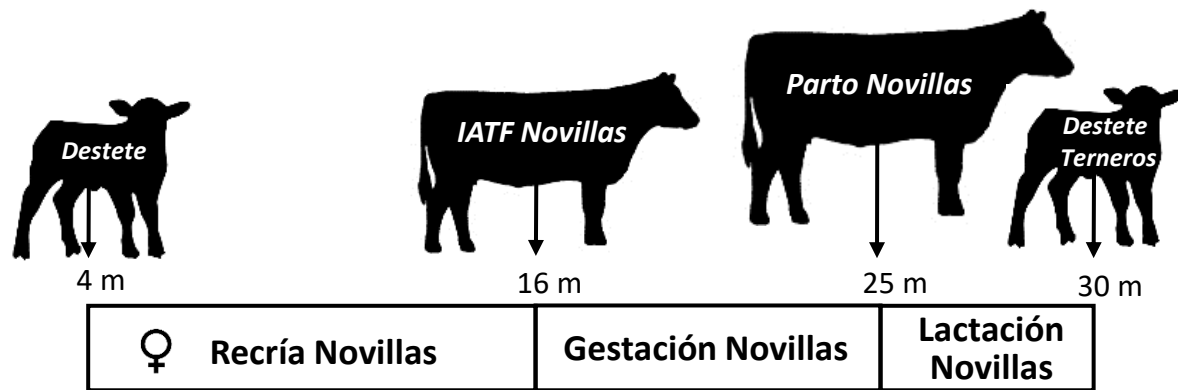 Destete
IATF Novillas
Parto Novillas
Destete
Terneros
4 m
16 m
25 m
30 m
♀ Recría Novillas
Gestación Novillas
Lactación
Novillas